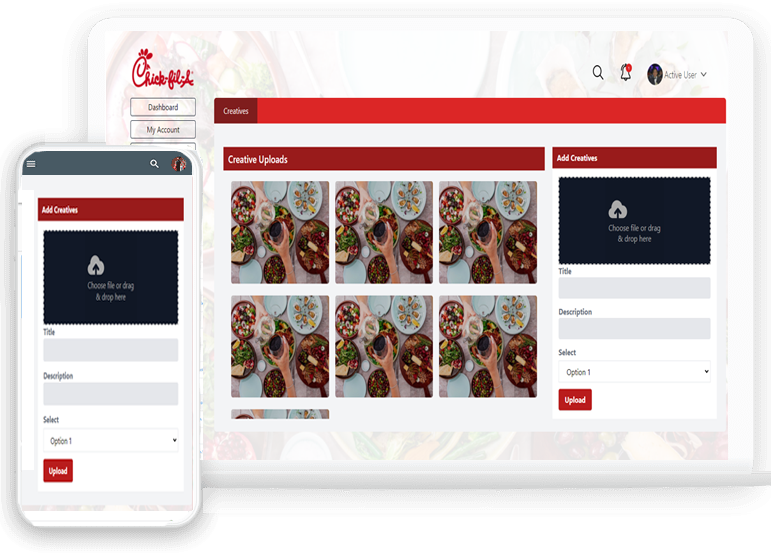 Chick-fil-A
Active User
Dashboard
My Account
Creatives
Creative Uploads
Add Creatives
Choose file or drag
& drop here
Title
Description
Select
Option 1
Upload
Add Creatives
Choose file or drag
& drop here
Title
Description
Select
Option 1
Upload